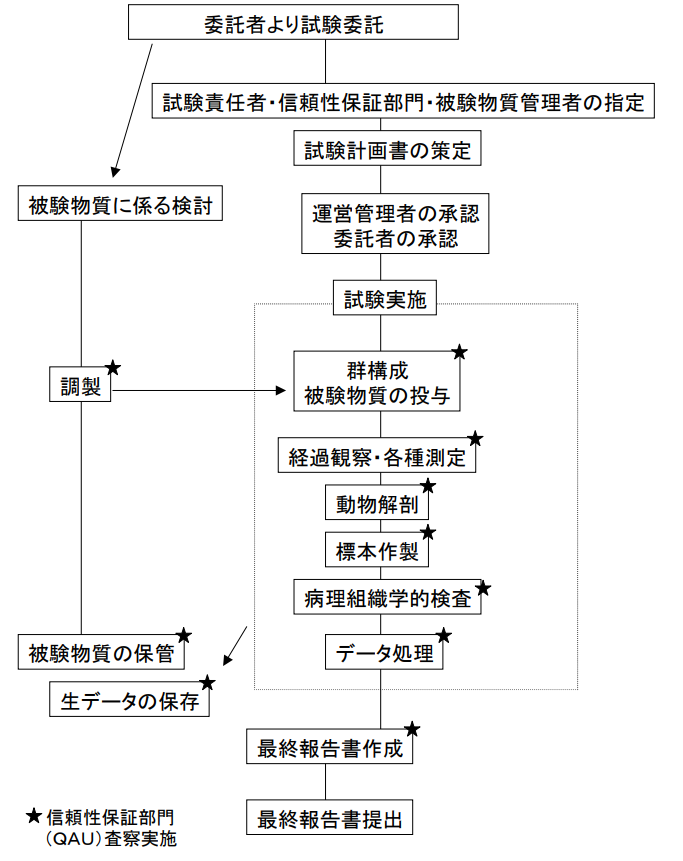 委託者より試験委託
試験責任者・信頼性保証部門・被験物質管理者の指定
試験計画書の策定
被験物質に係る検討
運営管理者の承認
委託者の承認
試験実施
群構成
被験物質の投与
調製
経過観察・各種測定
動物解剖
標本作製
病理組織学的検査
被験物質の保管
データ処理
生データの保存
最終報告書作成
最終報告書提出
★信頼性保証部門
（QAU）査察実施